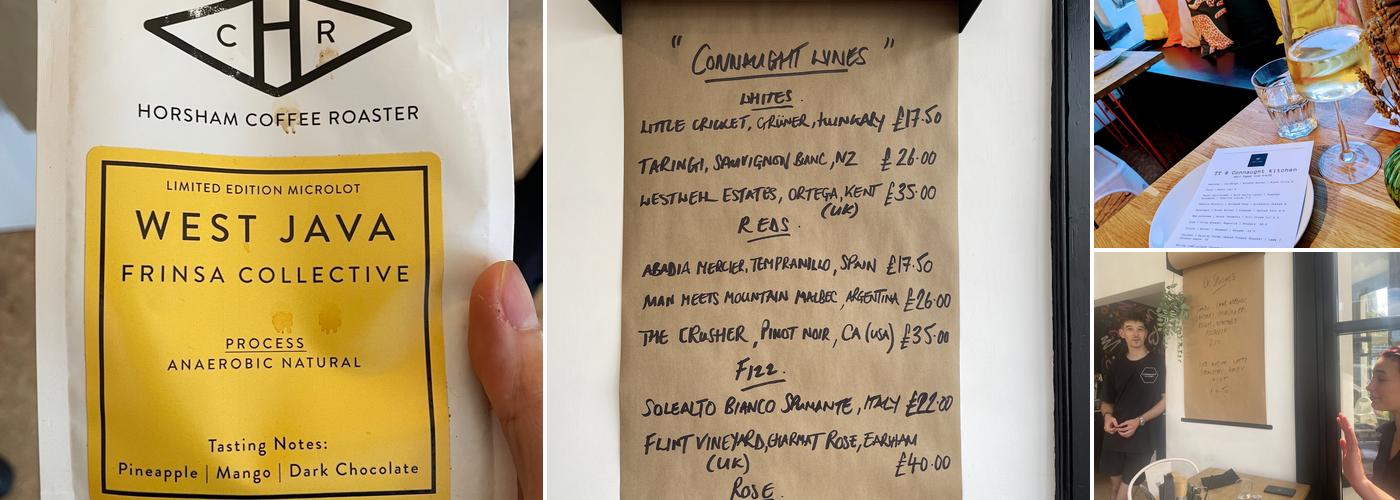 C H R
HORSHAM COFFEE ROASTER
LIMITED EDITION MICROLOT
WEST JAVA
FRINSA COLLECTIVE
PROCESS
ANAEROBIC NATURAL
Tasting Notes:
Pineapple | Mango | Dark Chocolate
"CONNAUGHT WINES"
WHITES.
LITTLE CRICKET, GRÜNER, HUNGARY £17.50
TARINGI, SAUVIGNON BLANC, NZ £26.00
WESTWELL ESTATES, ORTEGA, KENT £35.00
(UK)
REDS.
ABADIA MERCIER, TEMPRANILLO, SPAIN £17.50
MAN MEETS MOUNTAIN MALBEC, ARGENTINA £26.00
THE CRUSHER, PINOT NOIR, CA (USA) £35.00
FIZZ.
SOLEALTO BIANCO SPUMANTE, ITALY £22.00
FLINT VINEYARD, CHARMAT ROSE, EARSHAM
(UK) £40.00
ROSE.
TT @ Connaught Kitchen